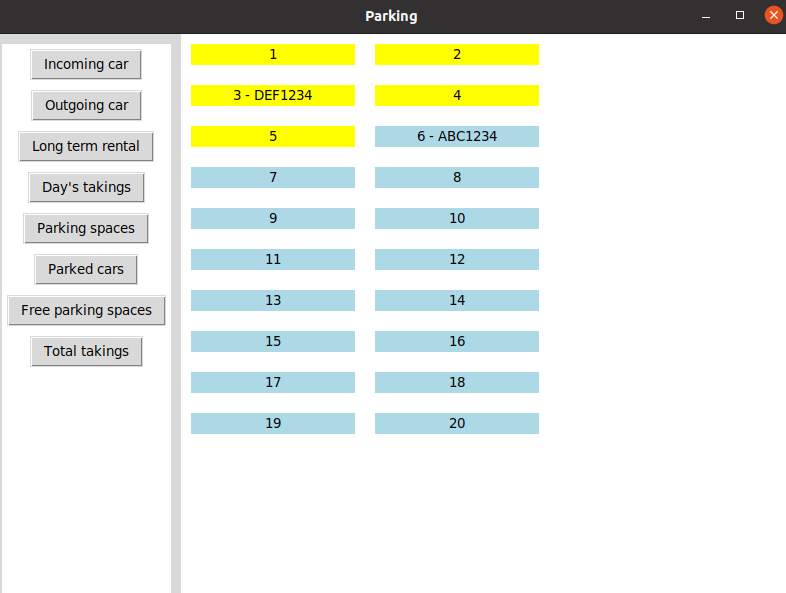 Parking
Incoming car
Outgoing car
Long term rental
Day's takings
Parking spaces
Parked cars
Free parking spaces
Total takings
1
2
3 - DEF1234
4
5
6 - ABC1234
7
8
9
10
11
12
13
14
15
16
17
18
19
20